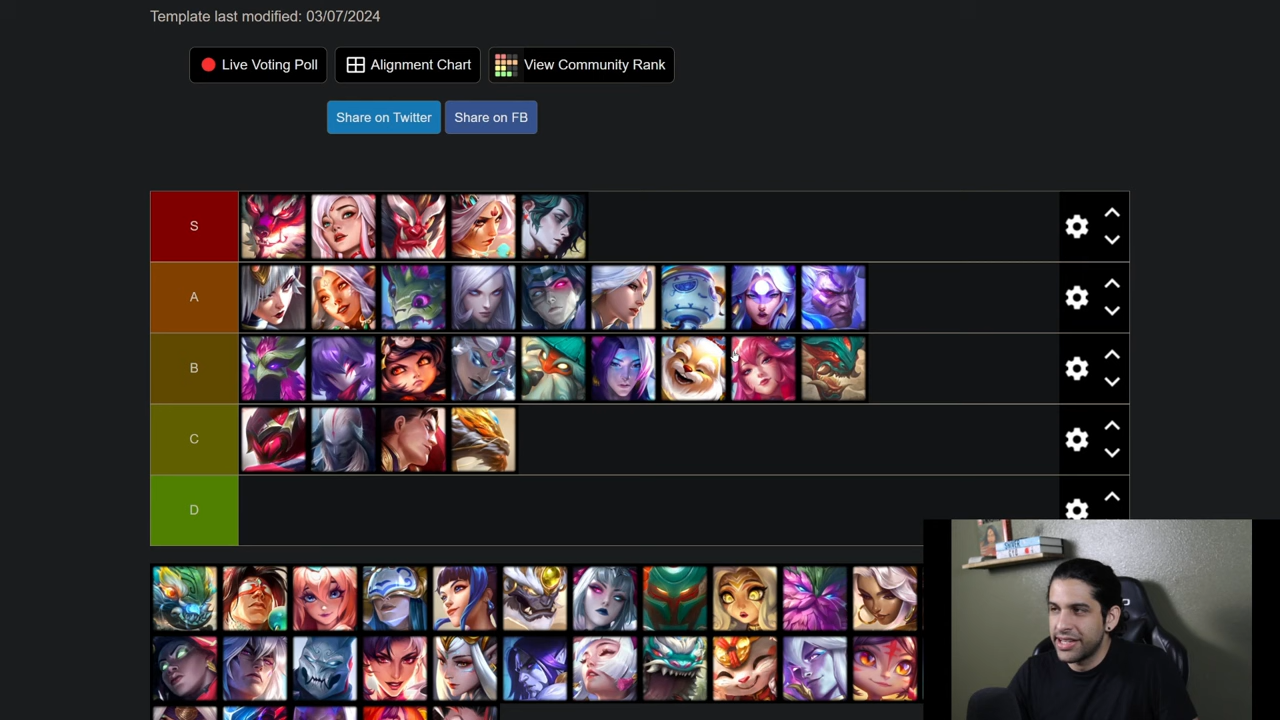 Template last modified: 03/07/2024
Live Voting Poll
Alignment Chart
View Community Rank
Share on Twitter
Share on FB
S
A
B
C
D